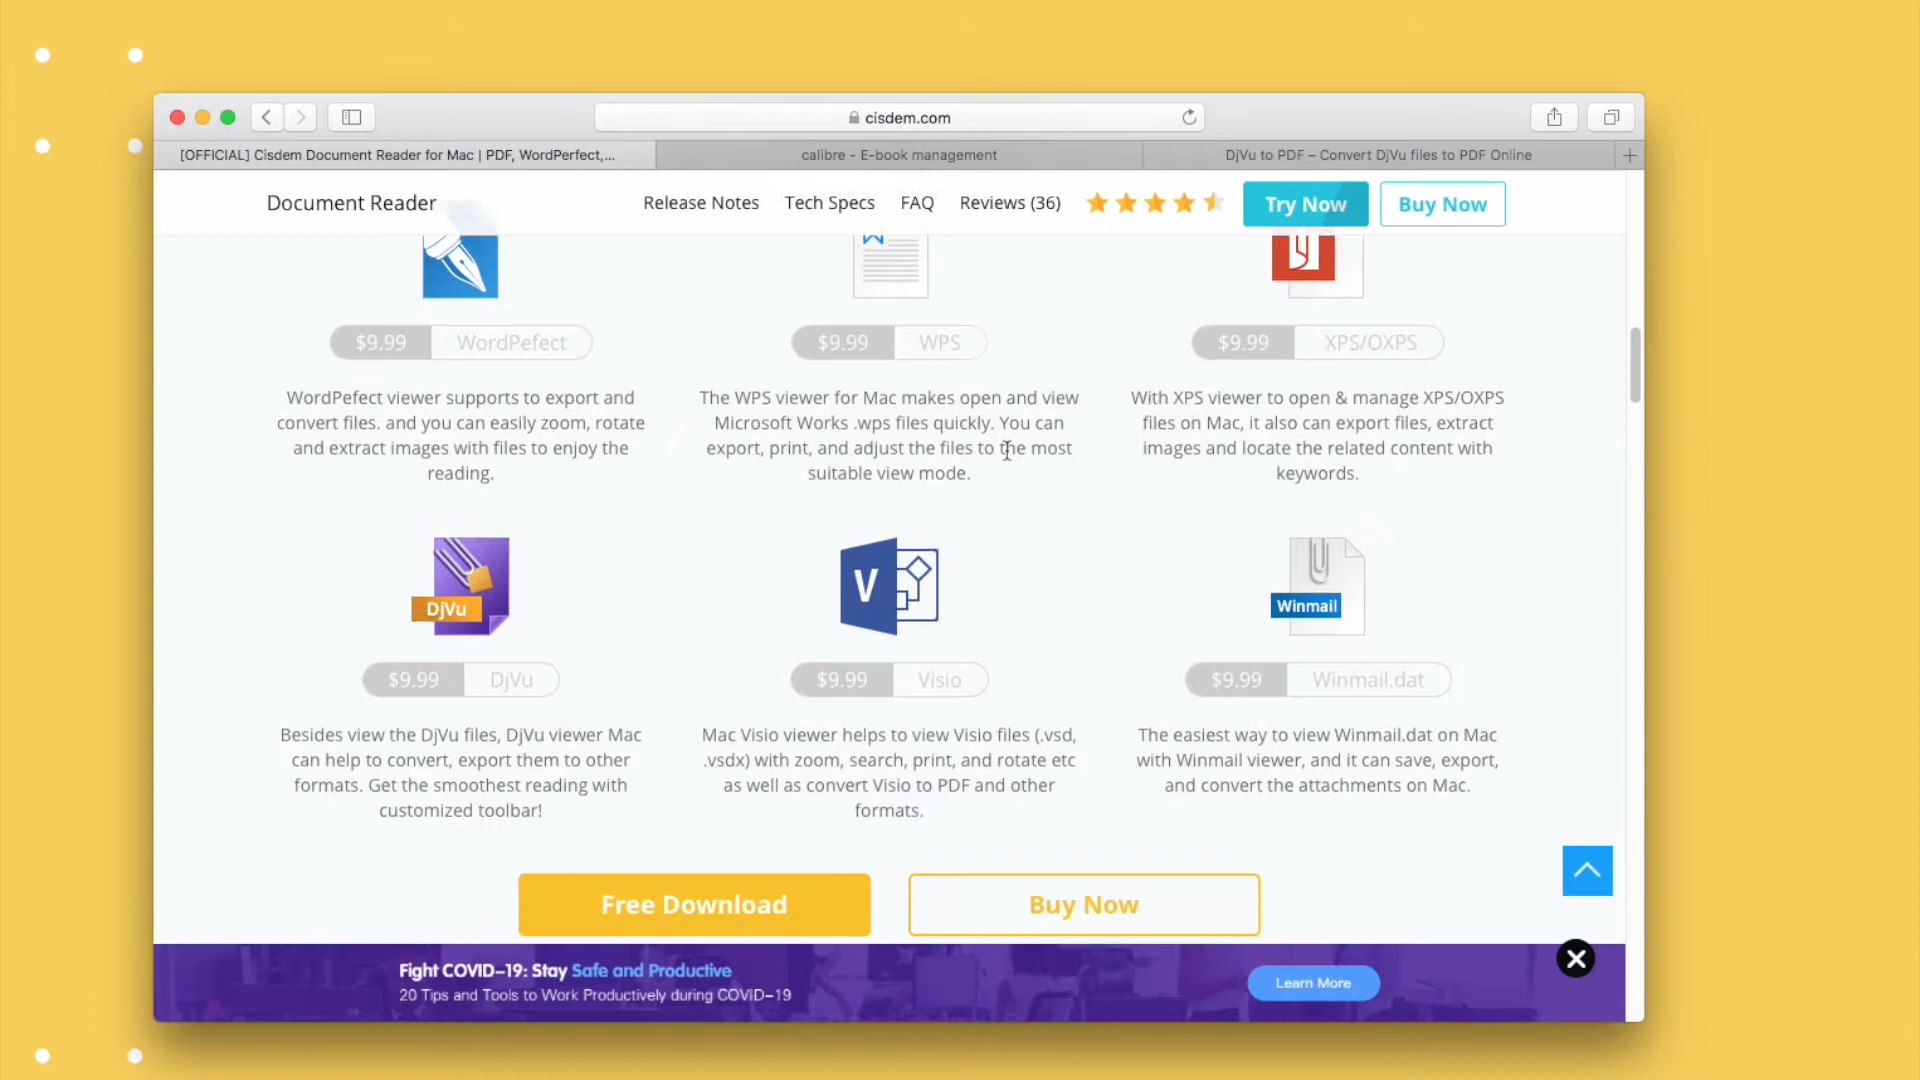 cisdem.com
[OFFICIAL] Cisdem Document Reader for Mac | PDF, WordPerfect,...
calibre - E-book management
DjVu to PDF – Convert DjVu files to PDF Online
Document Reader
Release Notes
Tech Specs
FAQ
Reviews (36)
Try Now
Buy Now
$9.99 WordPefect
$9.99 WPS
$9.99 XPS/OXPS
WordPefect viewer supports to export and
convert files. and you can easily zoom, rotate
and extract images with files to enjoy the
reading.
The WPS viewer for Mac makes open and view
Microsoft Works .wps files quickly. You can
export, print, and adjust the files to the most
suitable view mode.
With XPS viewer to open & manage XPS/OXPS
files on Mac, it also can export files, extract
images and locate the related content with
keywords.
DjVu
V
Winmail
$9.99 DjVu
$9.99 Visio
$9.99 Winmail.dat
Besides view the DjVu files, DjVu viewer Mac
can help to convert, export them to other
formats. Get the smoothest reading with
customized toolbar!
Mac Visio viewer helps to view Visio files (.vsd,
.vsdx) with zoom, search, print, and rotate etc
as well as convert Visio to PDF and other
formats.
The easiest way to view Winmail.dat on Mac
with Winmail viewer, and it can save, export,
and convert the attachments on Mac.
Free Download
Buy Now
Fight COVID-19: Stay Safe and Productive
20 Tips and Tools to Work Productively during COVID-19
Learn More